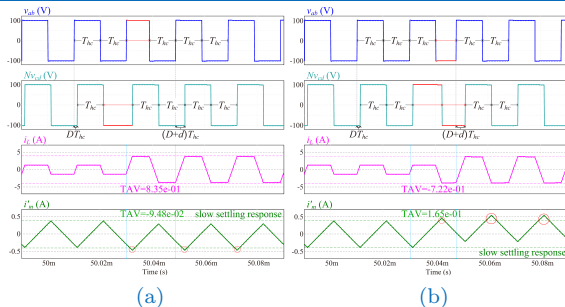 v_ab (V)
100
0
-100
T_hc T_hc T_hc T_hc T_hc
Nv_cd (V)
100
0
-100
T_hc T_hc T_hc T_hc
DT_hc (D+d)T_hc
i_L (A)
5
0
-5
TAV=8.35e-01
i'_m (A)
TAV=-9.48e-02 slow settling response
0.5
0.0
-0.5
50m 50.02m 50.04m 50.06m 50.08m
Time (s)
(a)
v_ab (V)
100
0
-100
T_hc T_hc T_hc T_hc T_hc
Nv_cd (V)
100
0
-100
T_hc T_hc T_hc T_hc
DT_hc (D+d)T_hc
i_L (A)
5
0
-5
TAV=-7.22e-01
i'_m (A)
TAV=1.65e-01
0.5
0.0
-0.5
slow settling response
50m 50.02m 50.04m 50.06m 50.08m
Time (s)
(b)